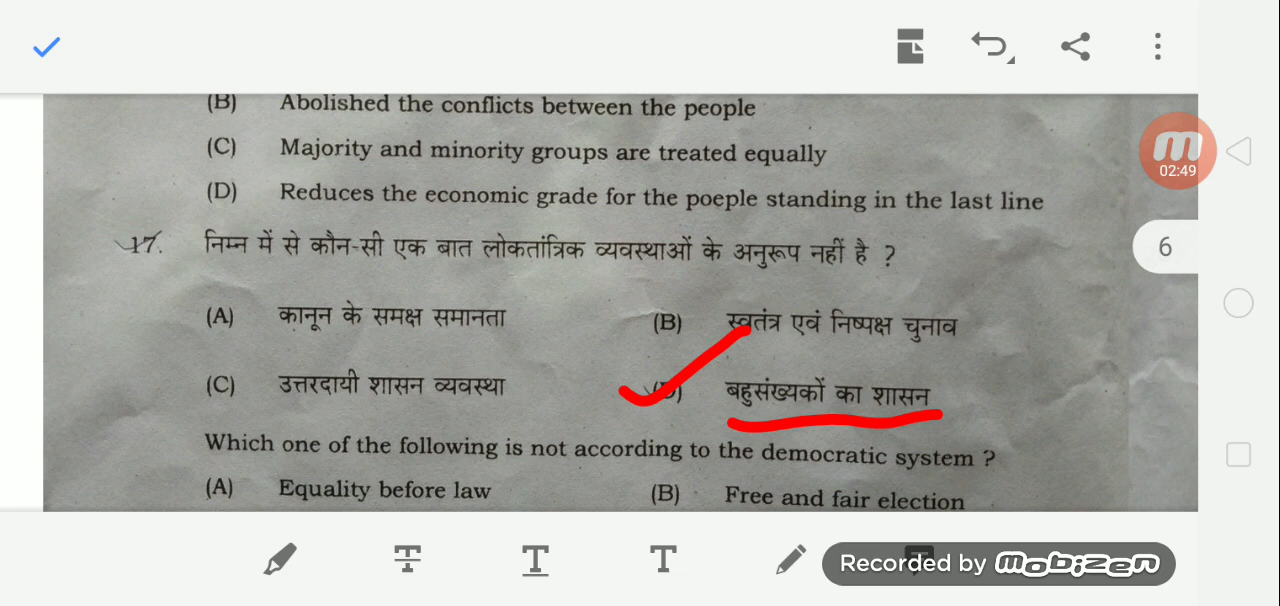 (B) Abolished the conflicts between the people
(C) Majority and minority groups are treated equally
02:49
(D) Reduces the economic grade for the poeple standing in the last line
17. निम्न में से कौन-सी एक बात लोकतांत्रिक व्यवस्थाओं के अनुरूप नहीं है ?
6
(A) कानून के समक्ष समानता (B) स्वतंत्र एवं निष्पक्ष चुनाव
(C) उत्तरदायी शासन व्यवस्था (D) बहुसंख्यकों का शासन
Which one of the following is not according to the democratic system ?
(A) Equality before law (B) Free and fair election
T T T
Recorded by mobizen